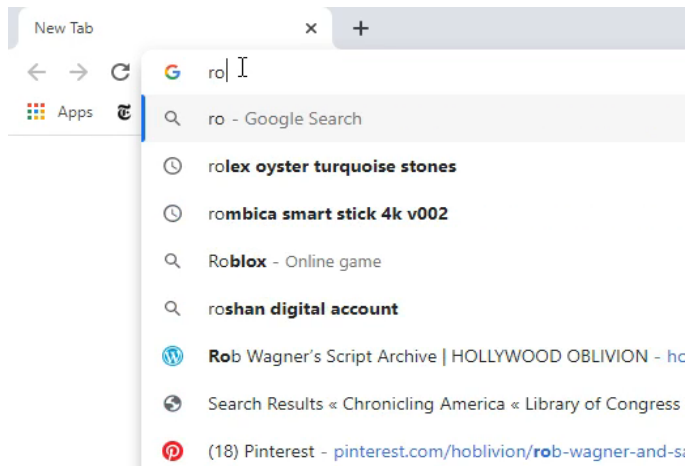 New Tab
ro
Apps
ro - Google Search
rolex oyster turquoise stones
rombica smart stick 4k v002
Roblox - Online game
roshan digital account
Rob Wagner's Script Archive | HOLLYWOOD OBLIVION - ho
Search Results « Chronicling America « Library of Congress
(18) Pinterest - pinterest.com/hoblivion/rob-wagner-and-sa